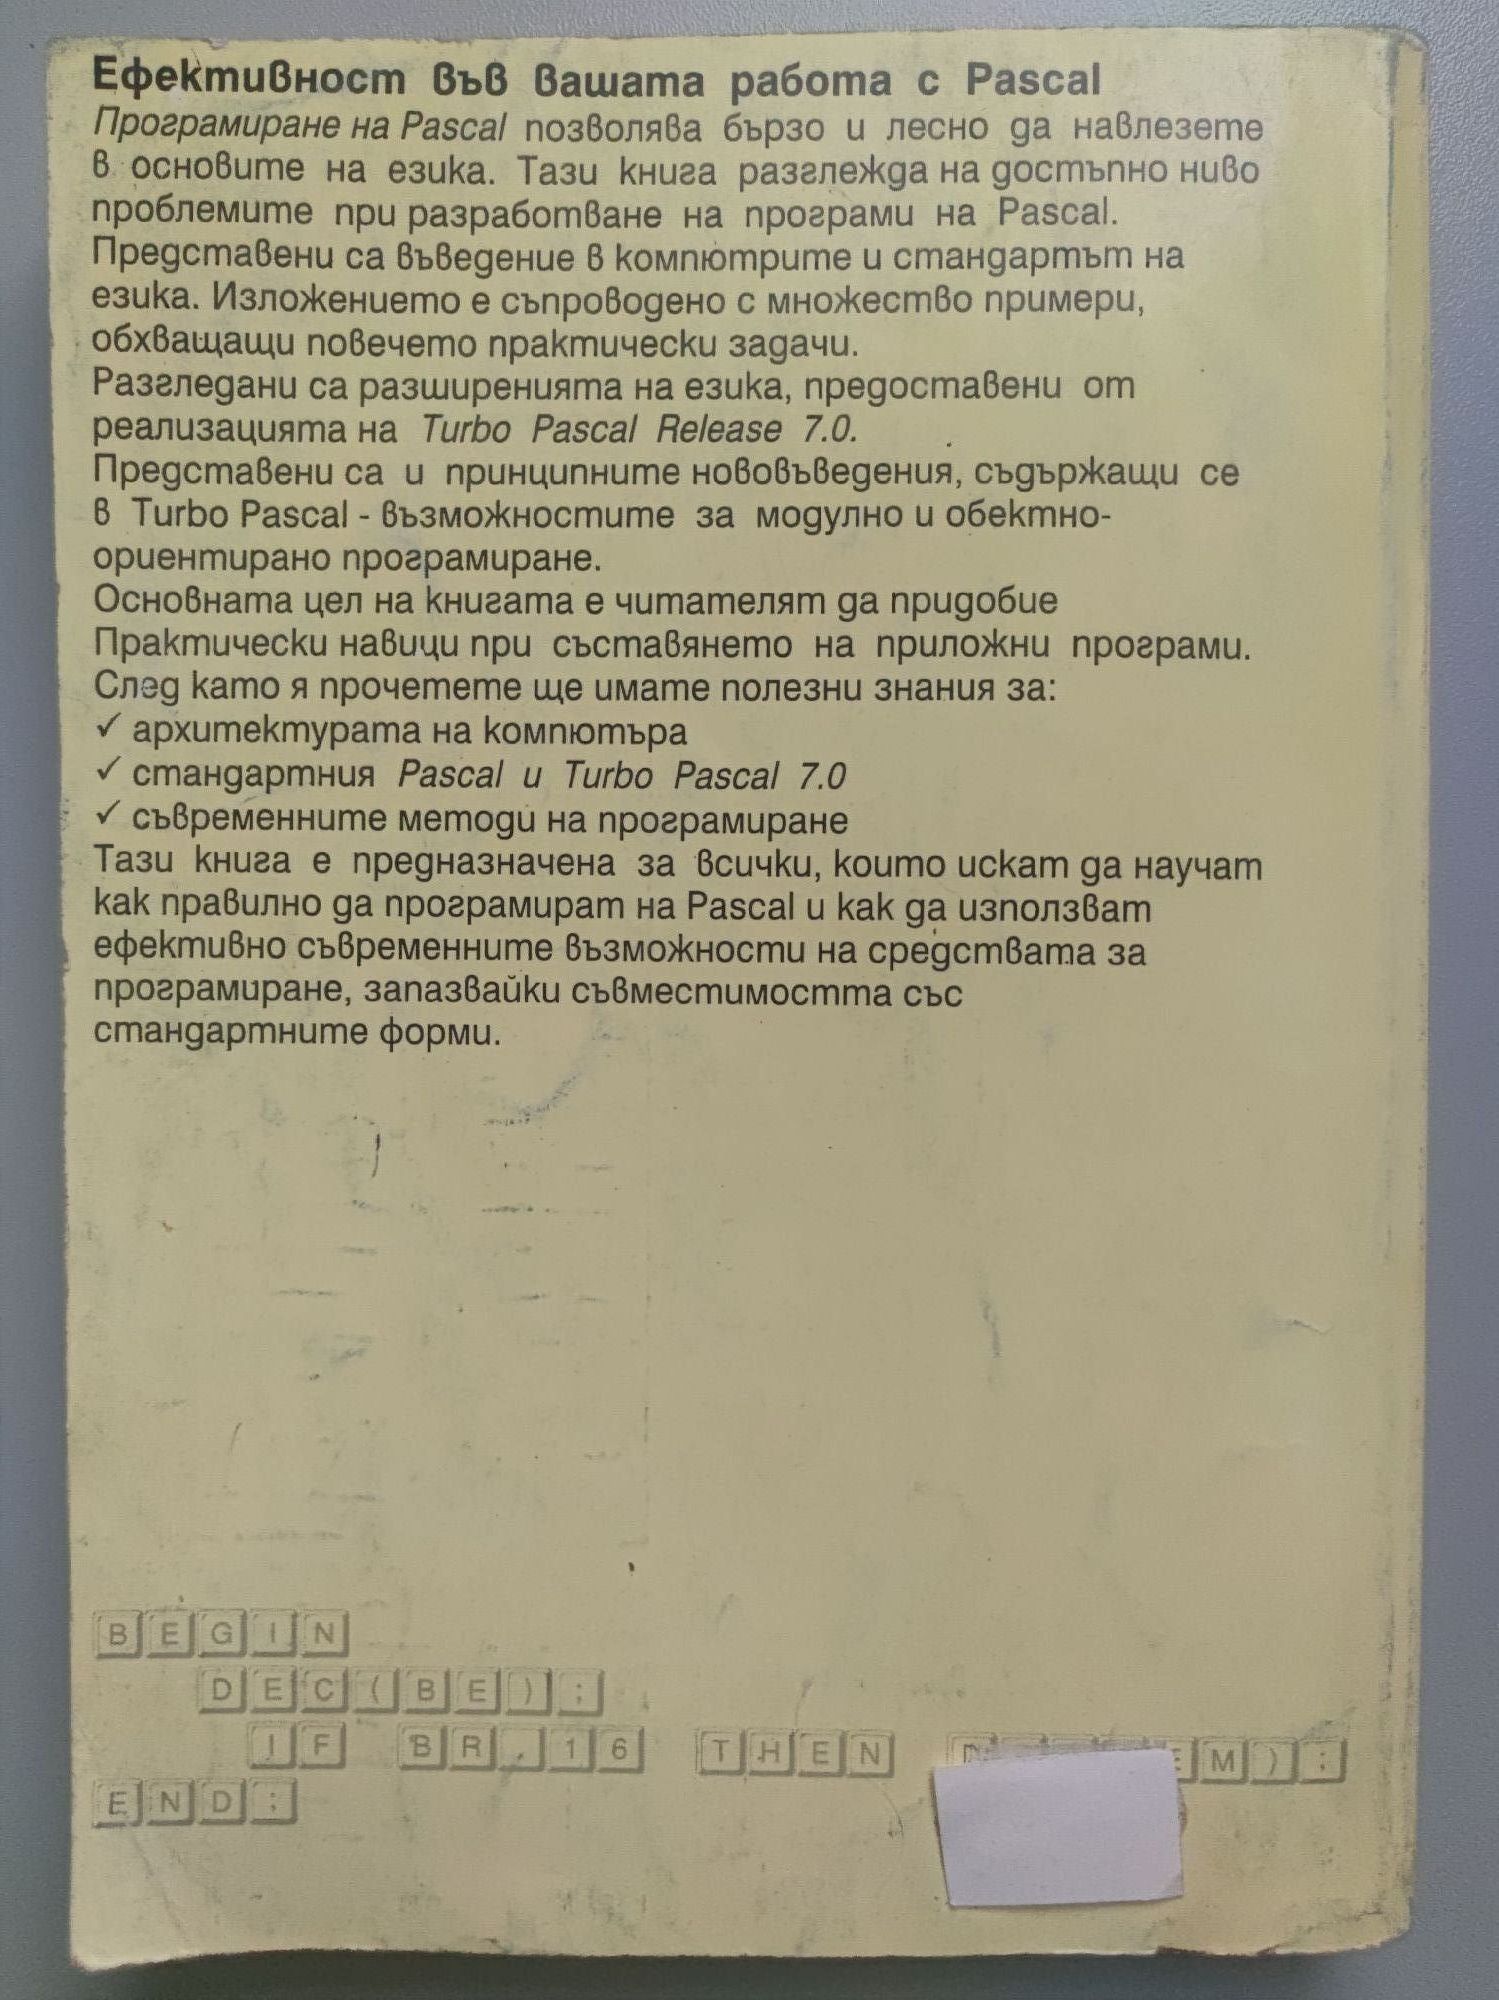 Ефективност във вашата работа с Pascal
Програмиране на Pascal позволява бързо и лесно да навлезете
в основите на езика. Тази книга разглежда на достъпно ниво
проблемите при разработване на програми на Pascal.
Представени са въведение в компютрите и стандартът на
езика. Изложението е съпроводено с множество примери,
обхващащи повечето практически задачи.
Разгледани са разширенията на езика, предоставени от
реализацията на Turbo Pascal Release 7.0.
Представени са и принципните нововъведения, съдържащи се
в Turbo Pascal - възможностите за модулно и обектно-
ориентирано програмиране.
Основната цел на книгата е читателят да придобие
Практически навици при съставянето на приложни програми.
След като я прочетете ще имате полезни знания за:
✓ архитектурата на компютъра
✓ стандартния Pascal и Turbo Pascal 7.0
✓ съвременните методи на програмиране
Тази книга е предназначена за всички, които искат да научат
как правилно да програмират на Pascal и как да използват
ефективно съвременните възможности на средствата за
програмиране, запазвайки съвместимостта със
стандартните форми.
BEGIN
DEC(BE);
IF BR,16 THEN
END;